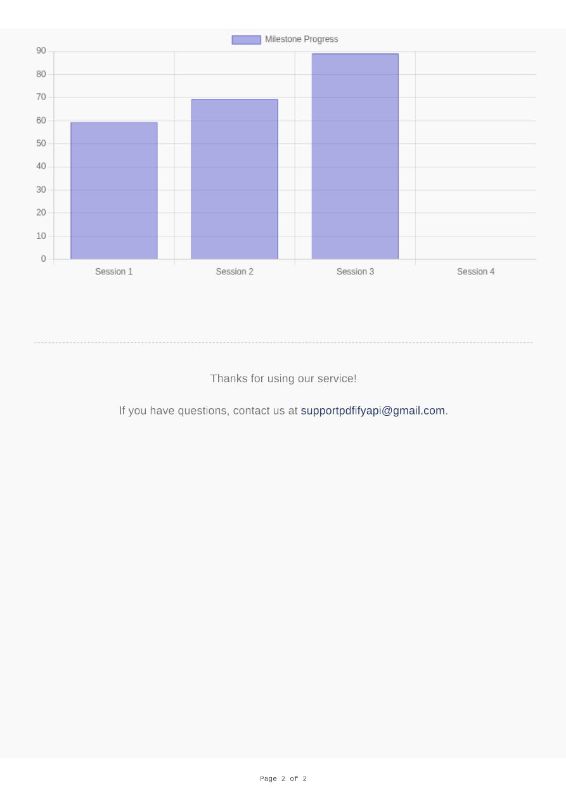 Milestone Progress
90
80
70
60
50
40
30
20
10
0
Session 1 Session 2 Session 3 Session 4
Thanks for using our service!
If you have questions, contact us at supportpdfifyapi@gmail.com.
Page 2 of 2